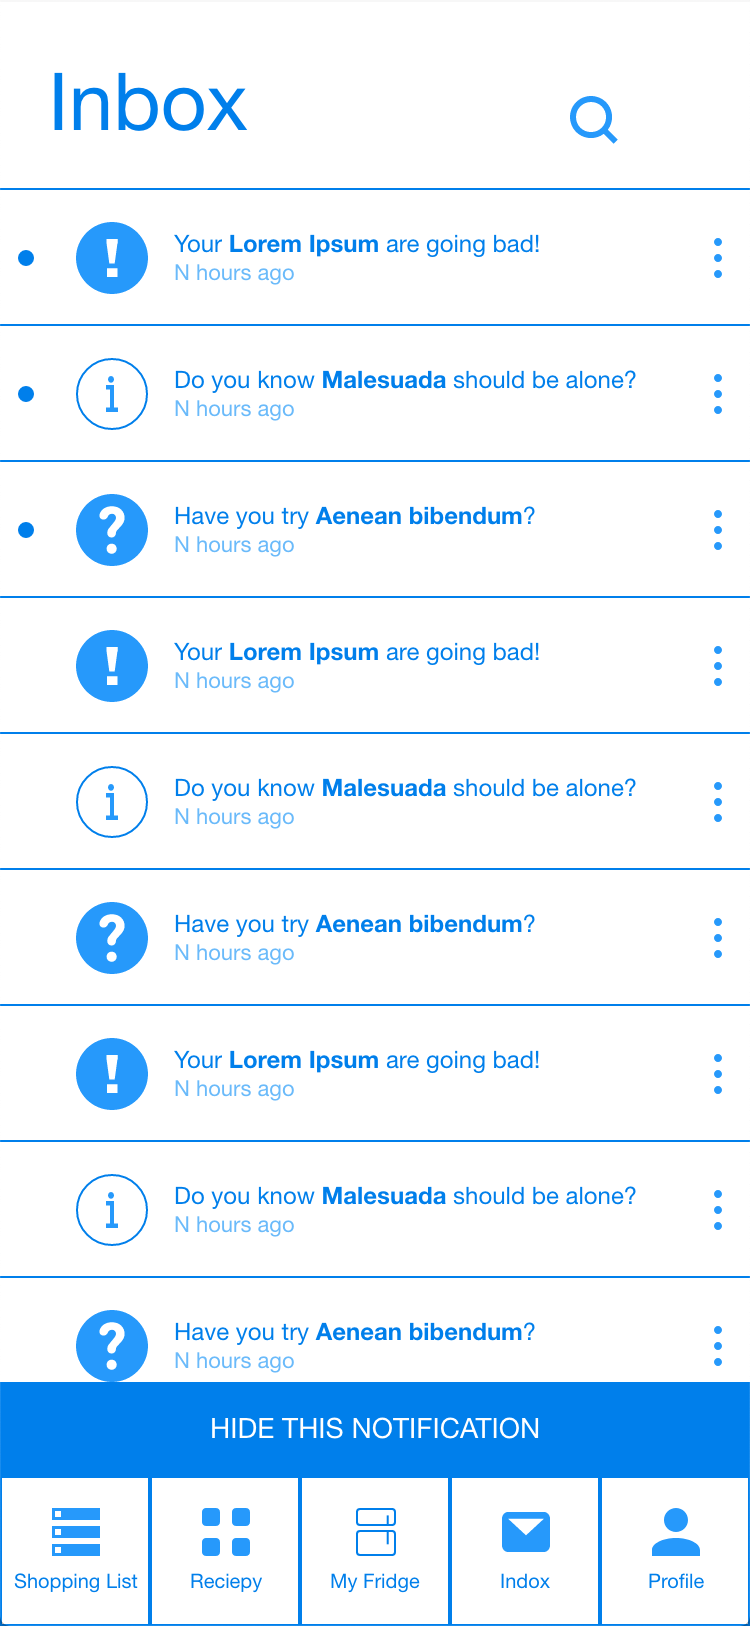 Inbox
Your Lorem Ipsum are going bad!
N hours ago
Do you know Malesuada should be alone?
N hours ago
Have you try Aenean bibendum?
N hours ago
Your Lorem Ipsum are going bad!
N hours ago
Do you know Malesuada should be alone?
N hours ago
Have you try Aenean bibendum?
N hours ago
Your Lorem Ipsum are going bad!
N hours ago
Do you know Malesuada should be alone?
N hours ago
Have you try Aenean bibendum?
N hours ago
HIDE THIS NOTIFICATION
Shopping List
Reciepy
My Fridge
Indox
Profile